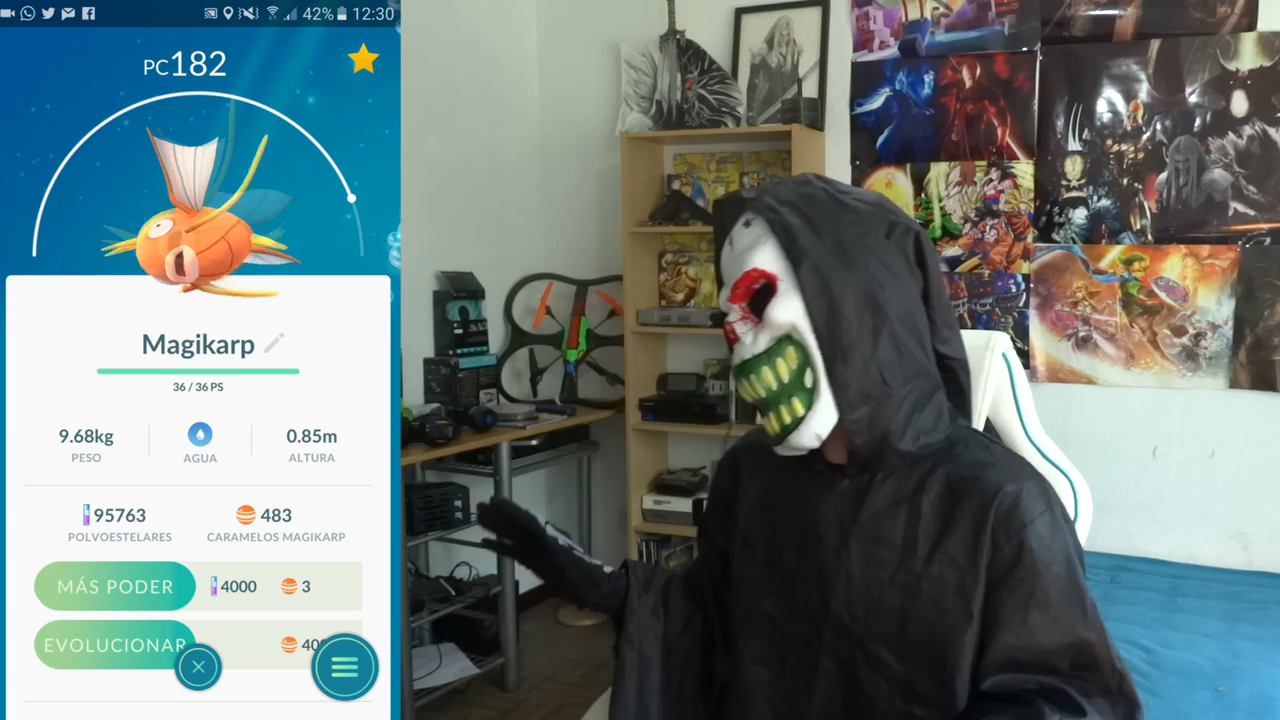 42% 12:30
PC182
Magikarp
36 / 36 PS
9.68kg 0.85m
PESO AGUA ALTURA
95763 483
POLVOESTELARES CARAMELOS MAGIKARP
MÁS PODER 4000 3
EVOLUCIONAR